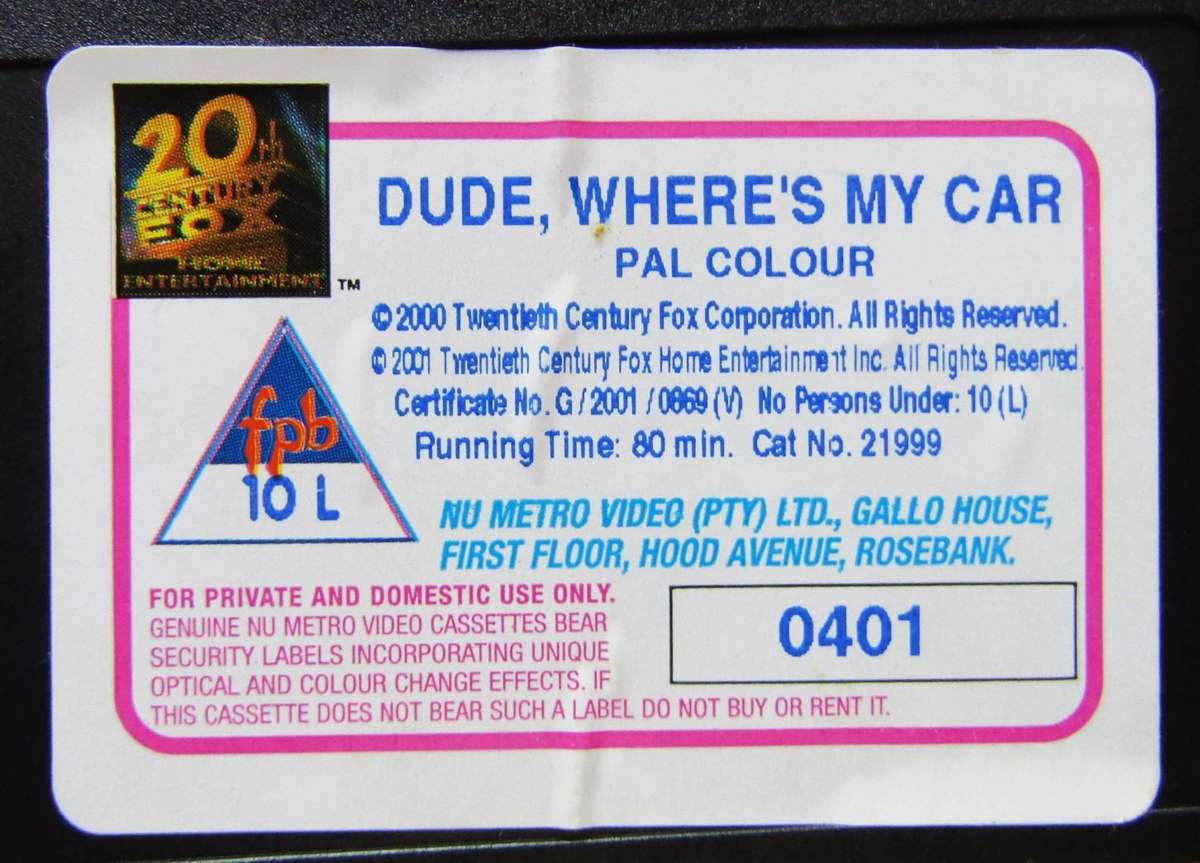 20th
CENTURY
FOX
HOME
ENTERTAINMENT
TM
DUDE, WHERE'S MY CAR
PAL COLOUR
© 2000 Twentieth Century Fox Corporation. All Rights Reserved.
© 2001 Twentieth Century Fox Home Entertainment Inc. All Rights Reserved.
Certificate No. G / 2001 / 0869 (V) No Persons Under: 10 (L)
Running Time: 80 min. Cat No. 21999
fpb
10 L
NU METRO VIDEO (PTY) LTD., GALLO HOUSE,
FIRST FLOOR, HOOD AVENUE, ROSEBANK.
FOR PRIVATE AND DOMESTIC USE ONLY.
GENUINE NU METRO VIDEO CASSETTES BEAR
SECURITY LABELS INCORPORATING UNIQUE
OPTICAL AND COLOUR CHANGE EFFECTS. IF
THIS CASSETTE DOES NOT BEAR SUCH A LABEL DO NOT BUY OR RENT IT.
0401